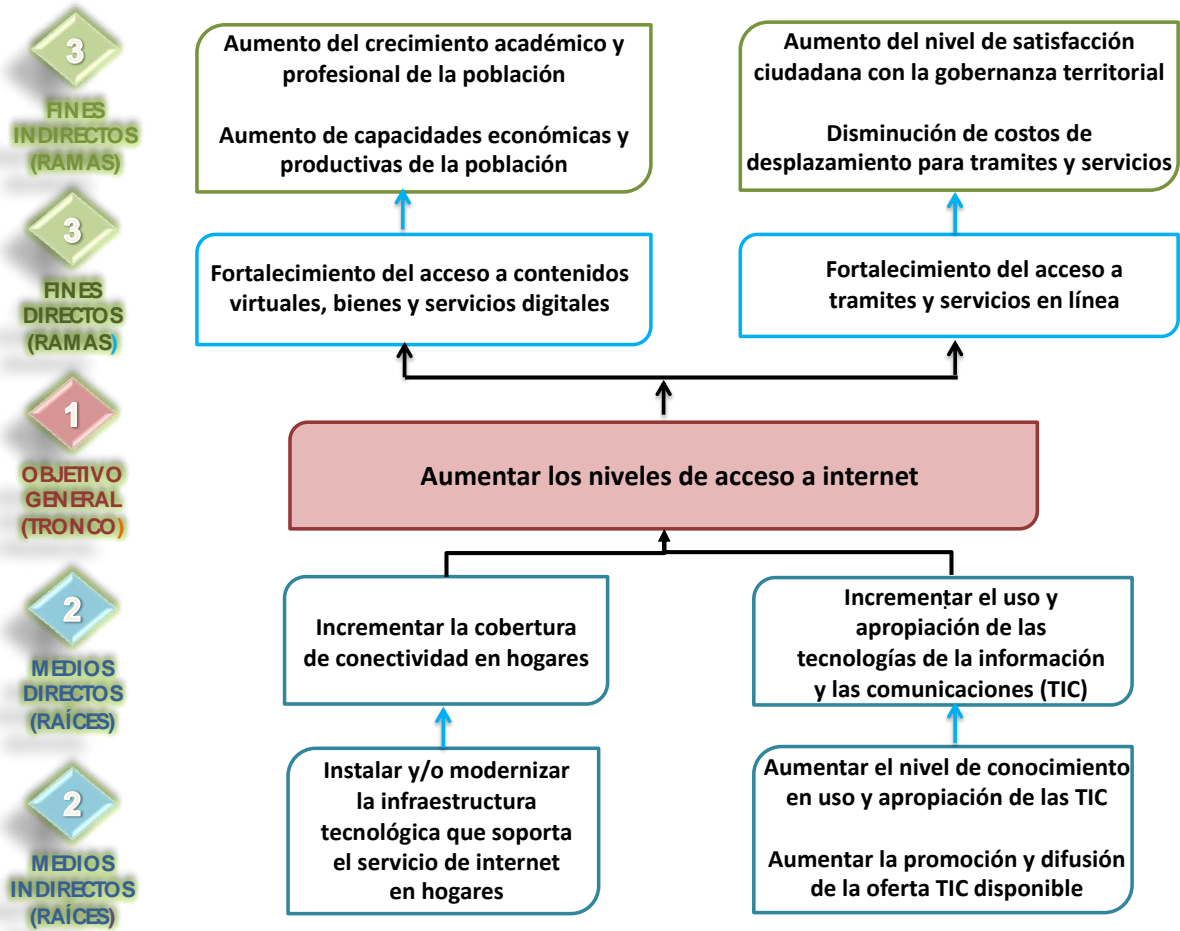 3
FINES
INDIRECTOS
(RAMAS)
Aumento del crecimiento académico y
profesional de la población
Aumento de capacidades económicas y
productivas de la población
Aumento del nivel de satisfacción
ciudadana con la gobernanza territorial
Disminución de costos de
desplazamiento para tramites y servicios
3
FINES
DIRECTOS
(RAMAS)
Fortalecimiento del acceso a contenidos
virtuales, bienes y servicios digitales
Fortalecimiento del acceso a
tramites y servicios en línea
1
OBJETIVO
GENERAL
(TRONCO)
Aumentar los niveles de acceso a internet
2
MEDIOS
DIRECTOS
(RAÍCES)
Incrementar la cobertura
de conectividad en hogares
Incrementar el uso y
apropiación de las
tecnologías de la información
y las comunicaciones (TIC)
2
MEDIOS
INDIRECTOS
(RAÍCES)
Instalar y/o modernizar
la infraestructura
tecnológica que soporta
el servicio de internet
en hogares
Aumentar el nivel de conocimiento
en uso y apropiación de las TIC
Aumentar la promoción y difusión
de la oferta TIC disponible